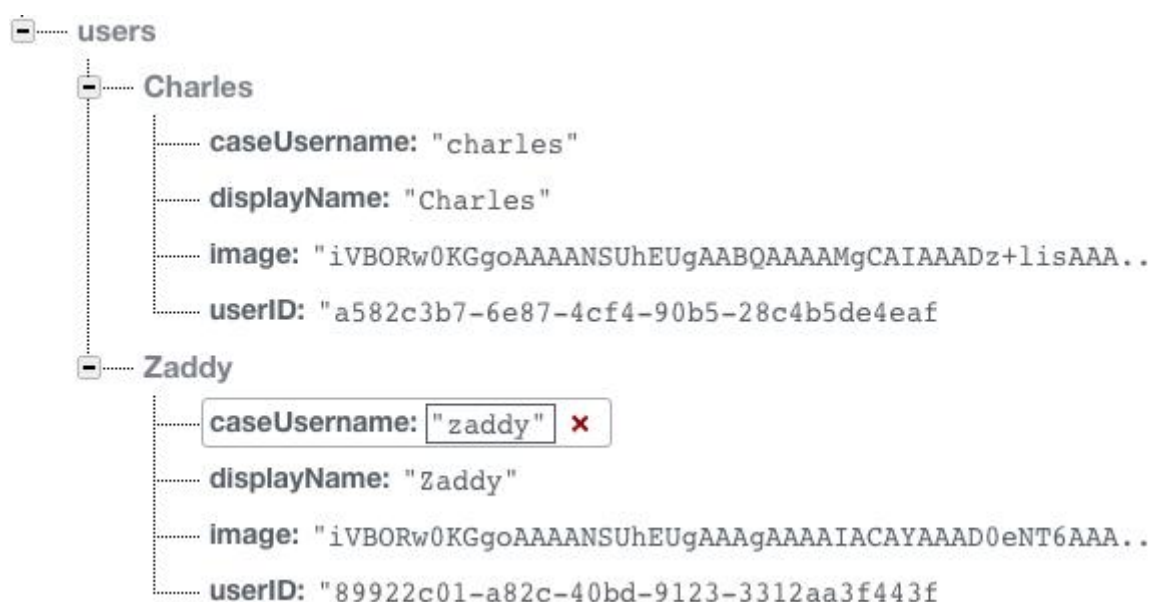 users
Charles
caseUsername: "charles"
displayName: "Charles"
image: "iVBORw0KGgoAAAANSUhEUgAABQAAAAMgCAIAAADz+lisAAA..
userID: "a582c3b7-6e87-4cf4-90b5-28c4b5de4eaf
Zaddy
caseUsername: "zaddy" ×
displayName: "Zaddy"
image: "iVBORw0KGgoAAAANSUhEUgAAAgAAAAIACAYAAAD0eNT6AAA..
userID: "89922c01-a82c-40bd-9123-3312aa3f443f